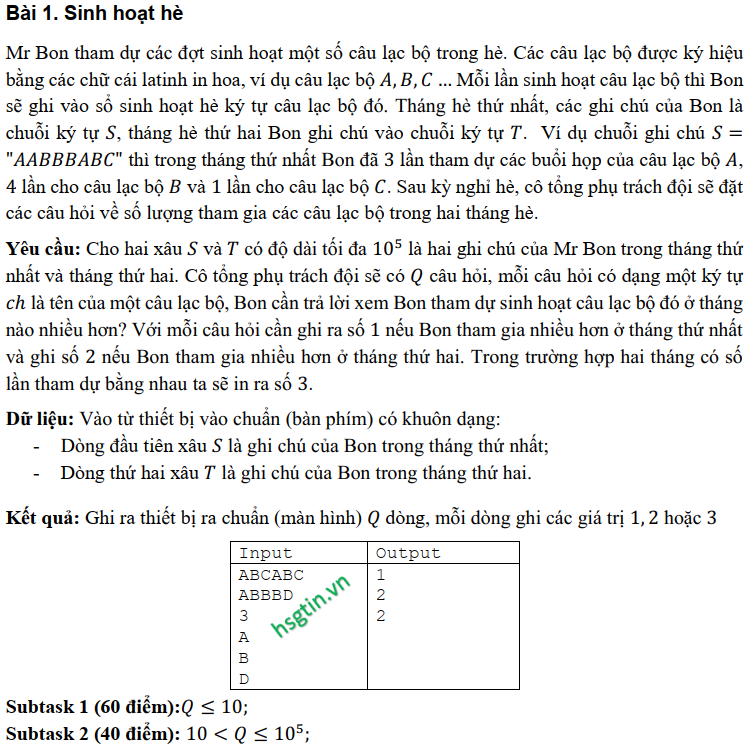 Bài 1. Sinh hoạt hè
Mr Bon tham dự các đợt sinh hoạt một số câu lạc bộ trong hè. Các câu lạc bộ được ký hiệu
bằng các chữ cái latinh in hoa, ví dụ câu lạc bộ A, B, C ... Mỗi lần sinh hoạt câu lạc bộ thì Bon
sẽ ghi vào sổ sinh hoạt hè ký tự câu lạc bộ đó. Tháng hè thứ nhất, các ghi chú của Bon là
chuỗi ký tự S, tháng hè thứ hai Bon ghi chú vào chuỗi ký tự T. Ví dụ chuỗi ghi chú S =
"AABBBABC" thì trong tháng thứ nhất Bon đã 3 lần tham dự các buổi họp của câu lạc bộ A,
4 lần cho câu lạc bộ B và 1 lần cho câu lạc bộ C. Sau kỳ nghỉ hè, cô tổng phụ trách đội sẽ đặt
các câu hỏi về số lượng tham gia các câu lạc bộ trong hai tháng hè.
Yêu cầu: Cho hai xâu S và T có độ dài tối đa 10⁵ là hai ghi chú của Mr Bon trong tháng thứ
nhất và tháng thứ hai. Cô tổng phụ trách đội sẽ có Q câu hỏi, mỗi câu hỏi có dạng một ký tự
ch là tên của một câu lạc bộ, Bon cần trả lời xem Bon tham dự sinh hoạt câu lạc bộ đó ở tháng
nào nhiều hơn? Với mỗi câu hỏi cần ghi ra số 1 nếu Bon tham gia nhiều hơn ở tháng thứ nhất
và ghi số 2 nếu Bon tham gia nhiều hơn ở tháng thứ hai. Trong trường hợp hai tháng có số
lần tham dự bằng nhau ta sẽ in ra số 3.
Dữ liệu: Vào từ thiết bị vào chuẩn (bàn phím) có khuôn dạng:
- Dòng đầu tiên xâu S là ghi chú của Bon trong tháng thứ nhất;
- Dòng thứ hai xâu T là ghi chú của Bon trong tháng thứ hai.
Kết quả: Ghi ra thiết bị ra chuẩn (màn hình) Q dòng, mỗi dòng ghi các giá trị 1, 2 hoặc 3
Input Output
ABCABC 1
ABBBD 2
3 2
A
B
D
hsgtin.vn
Subtask 1 (60 điểm):Q ≤ 10;
Subtask 2 (40 điểm): 10 < Q ≤ 10⁵;